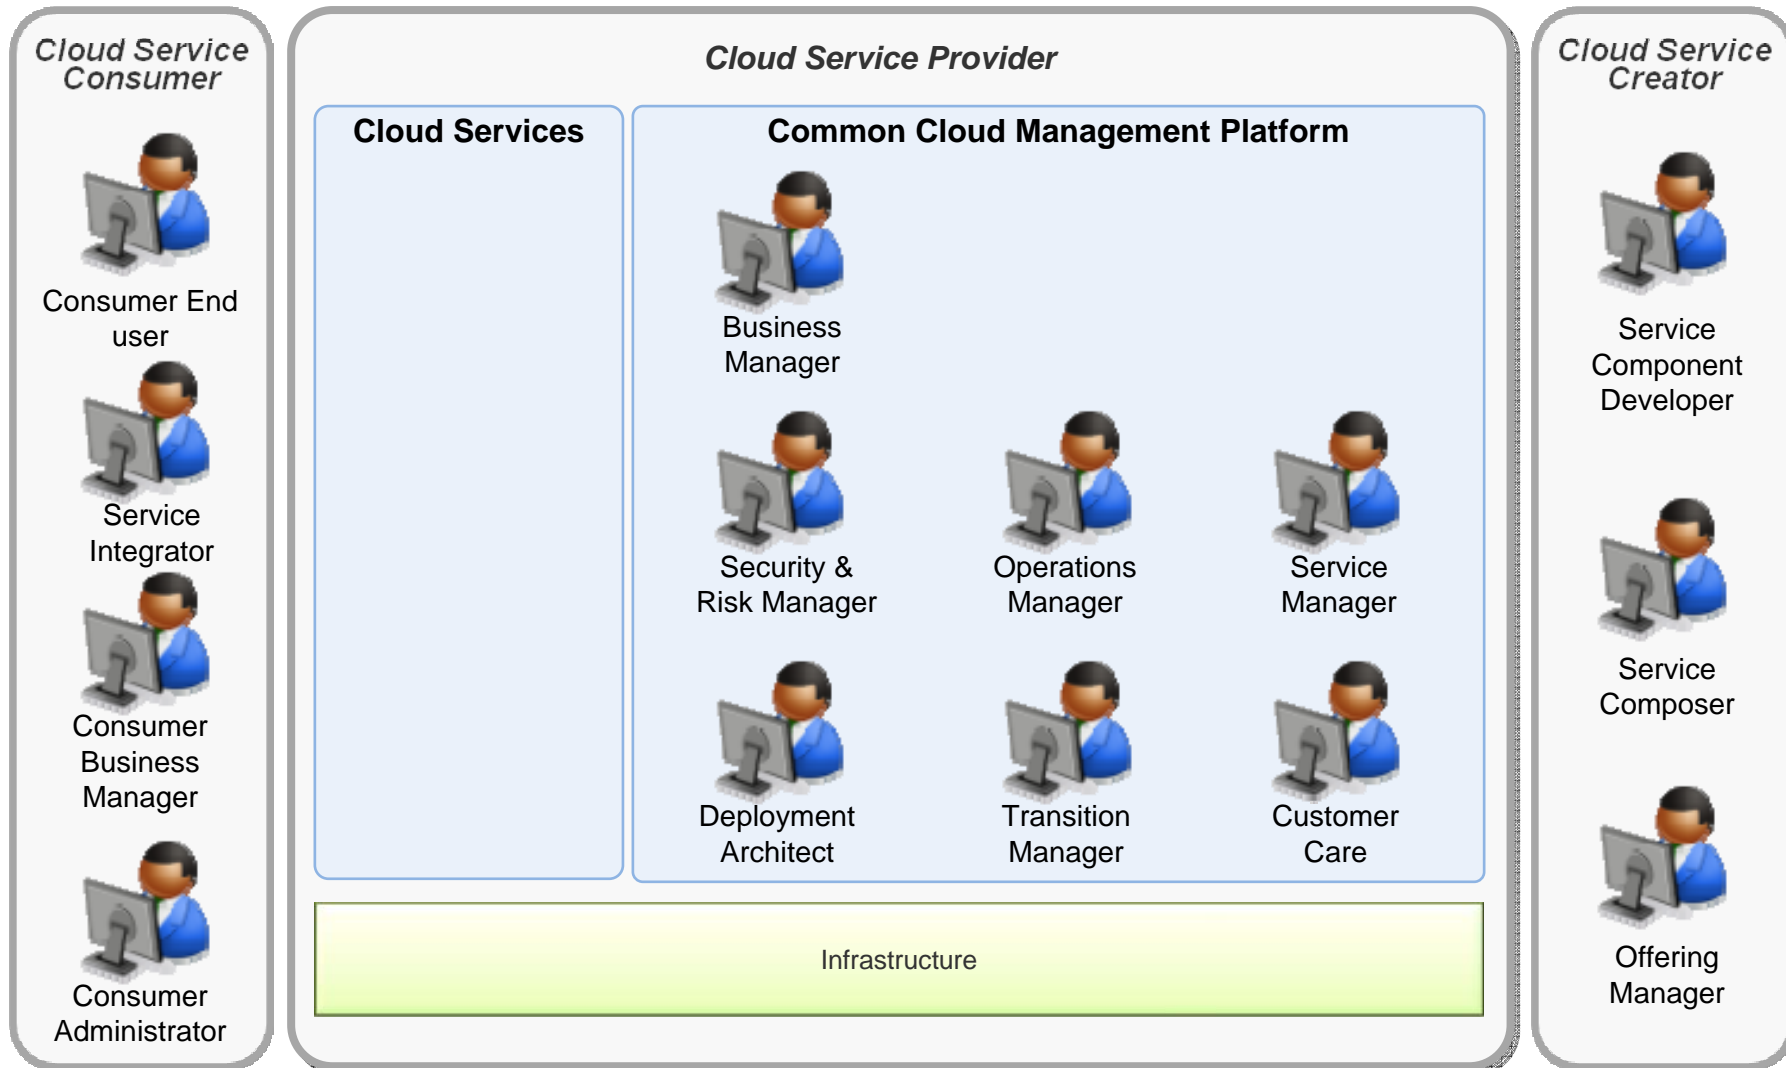 Cloud Service
Consumer
Consumer End
user
Service
Integrator
Consumer
Business
Manager
Consumer
Administrator
Cloud Service Provider
Cloud Services
Common Cloud Management Platform
Business
Manager
Security &
Risk Manager
Operations
Manager
Service
Manager
Deployment
Architect
Transition
Manager
Customer
Care
Infrastructure
Cloud Service
Creator
Service
Component
Developer
Service
Composer
Offering
Manager